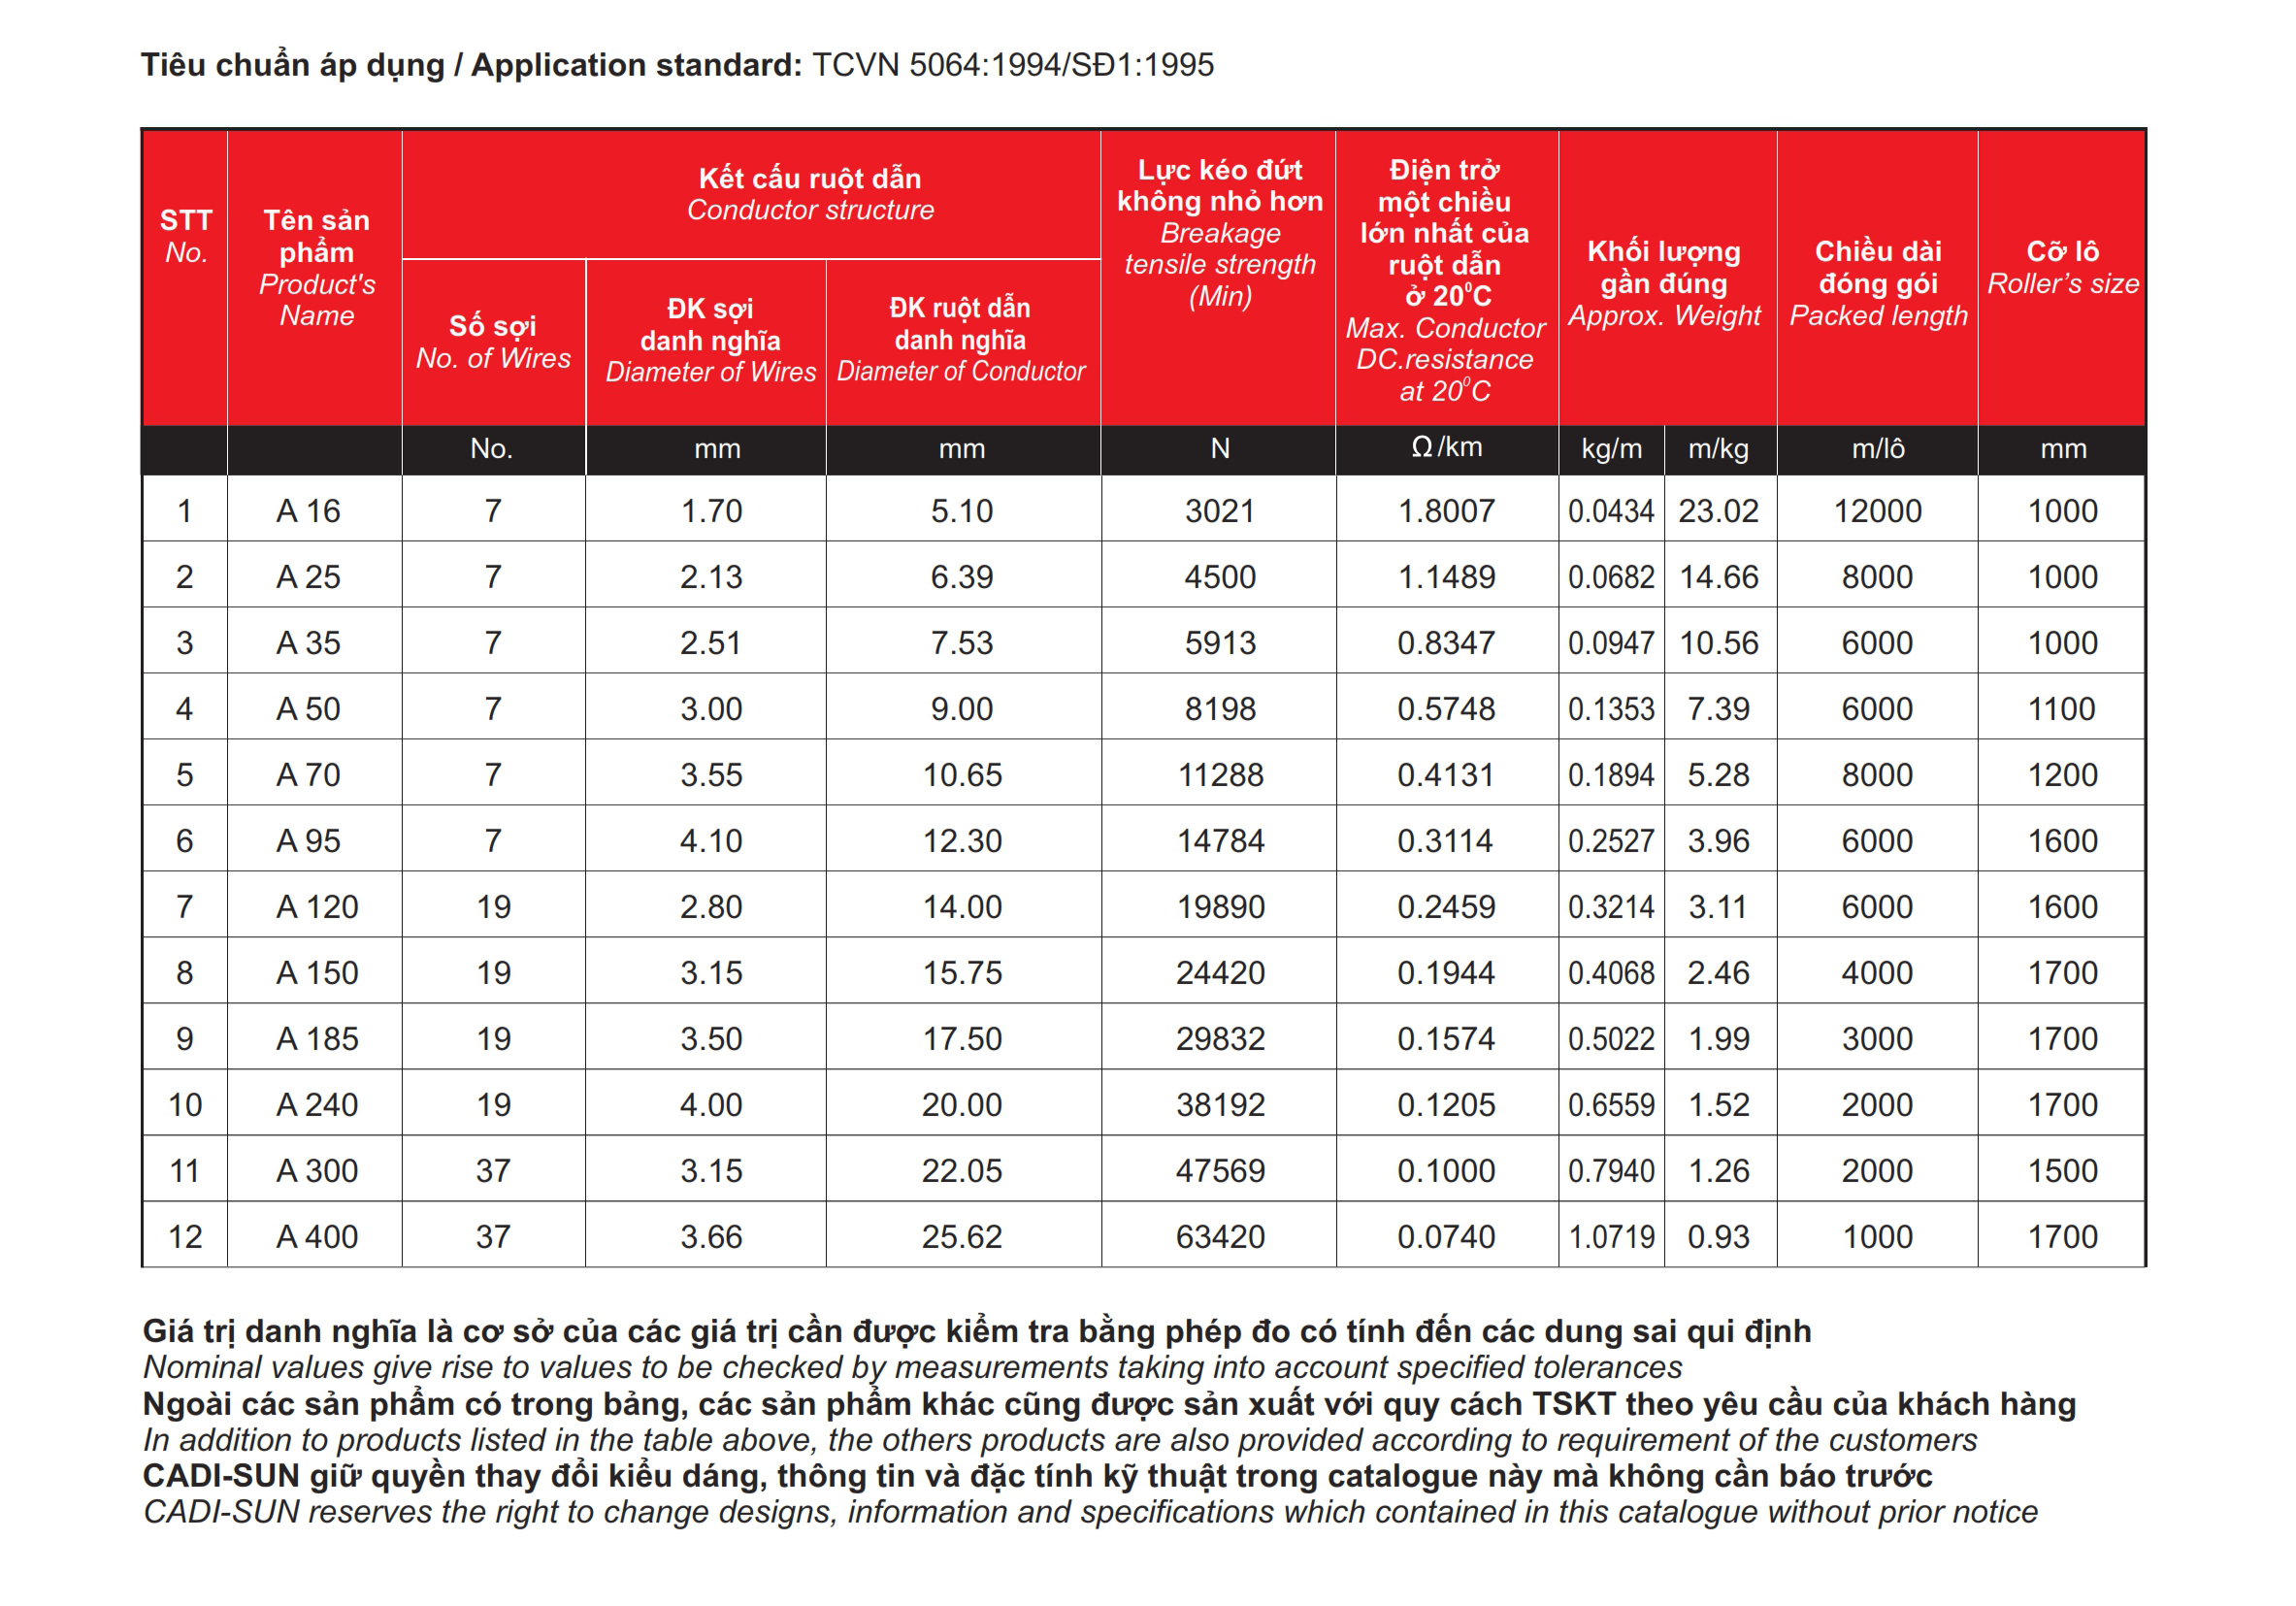 Tiêu chuẩn áp dụng / Application standard: TCVN 5064:1994/SĐ1:1995
STT
No.
Tên sản
phẩm
Product's
Name
Kết cấu ruột dẫn
Conductor structure
Số sợi
No. of Wires
ĐK sợi
danh nghĩa
Diameter of Wires
ĐK ruột dẫn
danh nghĩa
Diameter of Conductor
Lực kéo đứt
không nhỏ hơn
Breakage
tensile strength
(Min)
Điện trở
một chiều
lớn nhất của
ruột dẫn
ở 20⁰C
Max. Conductor
DC.resistance
at 20⁰C
Khối lượng
gần đúng
Approx. Weight
Chiều dài
đóng gói
Packed length
Cỡ lô
Roller’s size
No. mm mm N Ω/km kg/m m/kg m/lô mm
1 A 16 7 1.70 5.10 3021 1.8007 0.0434 23.02 12000 1000
2 A 25 7 2.13 6.39 4500 1.1489 0.0682 14.66 8000 1000
3 A 35 7 2.51 7.53 5913 0.8347 0.0947 10.56 6000 1000
4 A 50 7 3.00 9.00 8198 0.5748 0.1353 7.39 6000 1100
5 A 70 7 3.55 10.65 11288 0.4131 0.1894 5.28 8000 1200
6 A 95 7 4.10 12.30 14784 0.3114 0.2527 3.96 6000 1600
7 A 120 19 2.80 14.00 19890 0.2459 0.3214 3.11 6000 1600
8 A 150 19 3.15 15.75 24420 0.1944 0.4068 2.46 4000 1700
9 A 185 19 3.50 17.50 29832 0.1574 0.5022 1.99 3000 1700
10 A 240 19 4.00 20.00 38192 0.1205 0.6559 1.52 2000 1700
11 A 300 37 3.15 22.05 47569 0.1000 0.7940 1.26 2000 1500
12 A 400 37 3.66 25.62 63420 0.0740 1.0719 0.93 1000 1700
Giá trị danh nghĩa là cơ sở của các giá trị cần được kiểm tra bằng phép đo có tính đến các dung sai qui định
Nominal values give rise to values to be checked by measurements taking into account specified tolerances
Ngoài các sản phẩm có trong bảng, các sản phẩm khác cũng được sản xuất với quy cách TSKT theo yêu cầu của khách hàng
In addition to products listed in the table above, the others products are also provided according to requirement of the customers
CADI-SUN giữ quyền thay đổi kiểu dáng, thông tin và đặc tính kỹ thuật trong catalogue này mà không cần báo trước
CADI-SUN reserves the right to change designs, information and specifications which contained in this catalogue without prior notice